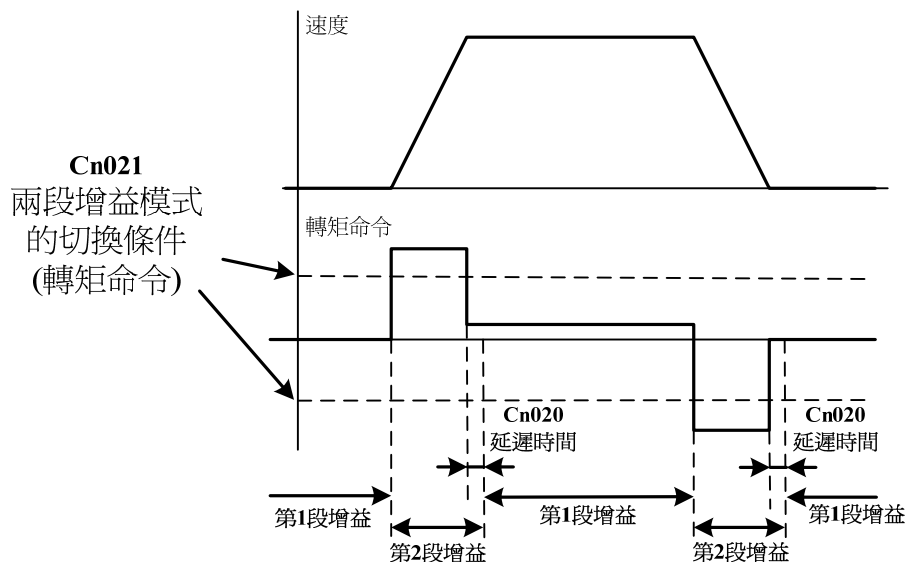 速度
Cn021
兩段增益模式
的切換條件
(轉矩命令)
轉矩命令
Cn020
延遲時間
Cn020
延遲時間
第1段增益
第1段增益
第1段增益
第2段增益
第2段增益